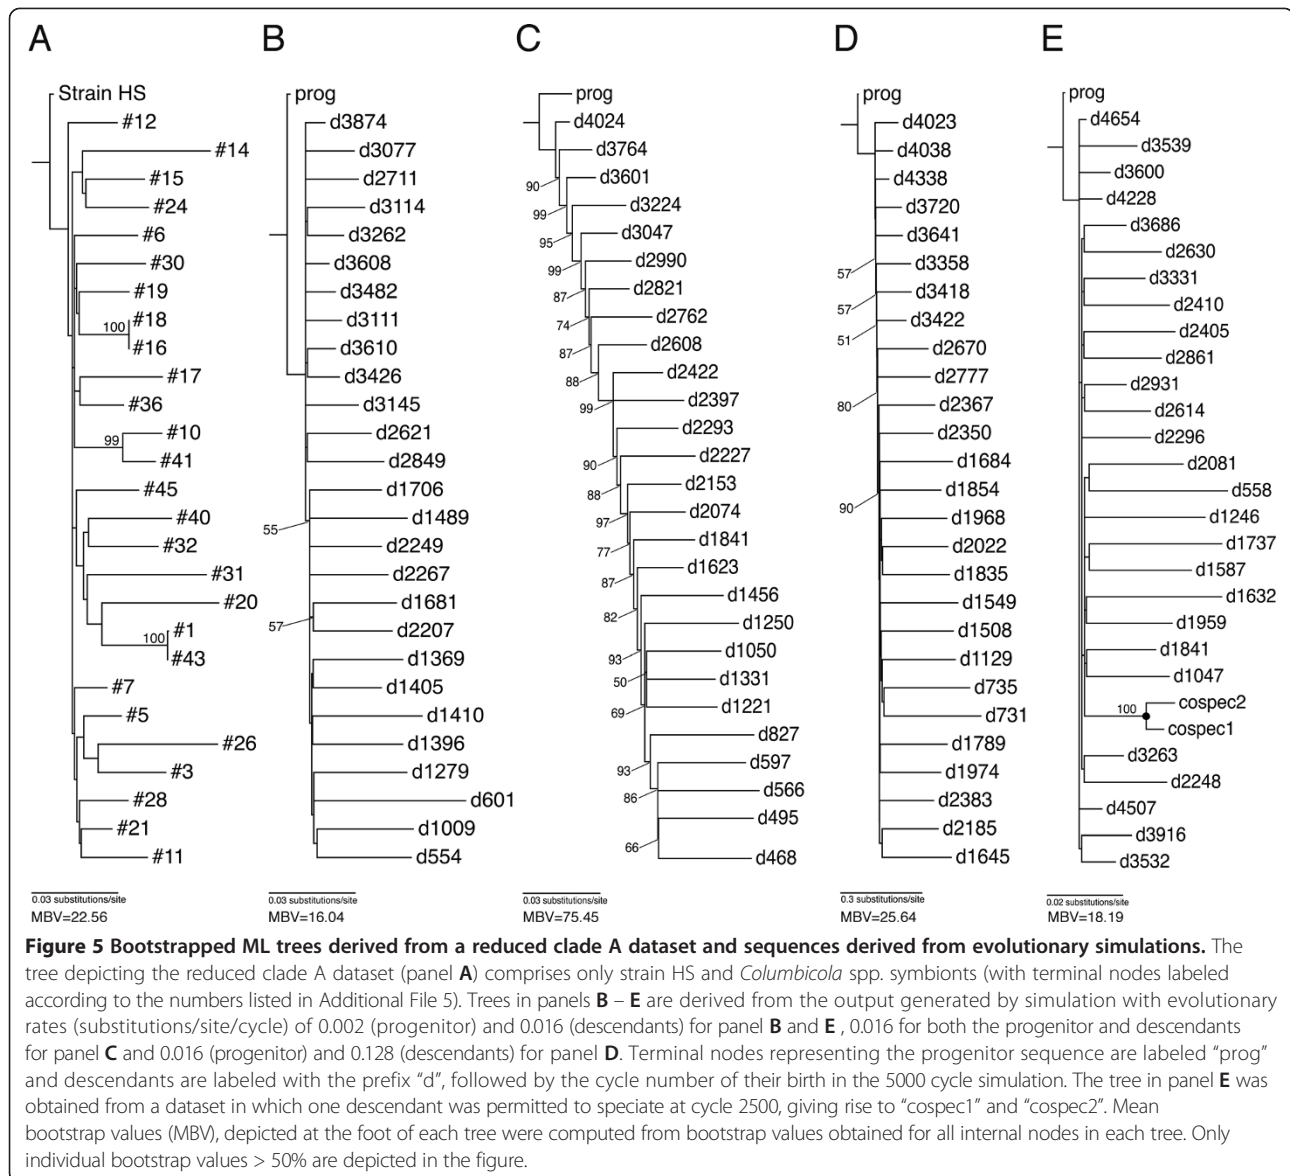 A
B
C
D
E
Strain HS
#12
#14
#15
#24
#6
#30
#19
#18
100
#16
#17
#36
#10
99
#41
#45
#40
#32
#31
#20
#1
100
#43
#7
#5
#26
#3
#28
#21
#11
0.03 substitutions/site
MBV=22.56
prog
d3874
d3077
d2711
d3114
d3262
d3608
d3482
d3111
d3610
d3426
d3145
d2621
d2849
d1706
d1489
55
d2249
d2267
d1681
57
d2207
d1369
d1405
d1410
d1396
d1279
d601
d1009
d554
0.03 substitutions/site
MBV=16.04
prog
d4024
d3764
d3601
90
d3224
99
d3047
95
d2990
99
d2821
87
d2762
74
d2608
87
d2422
88
d2397
99
d2293
d2227
90
d2153
88
d2074
97
d1841
77
d1623
87
d1456
82
d1250
d1050
93
d1331
50
d1221
69
d827
d597
93
d566
86
d495
66
d468
0.03 substitutions/site
MBV=75.45
prog
d4023
d4038
d4338
d3720
d3641
d3358
57
d3418
57
d3422
51
d2670
d2777
d2367
80
d2350
d1684
d1854
90
d1968
d2022
d1835
d1549
d1508
d1129
d735
d731
d1789
d1974
d2383
d2185
d1645
0.3 substitutions/site
MBV=25.64
prog
d4654
d3539
d3600
d4228
d3686
d2630
d3331
d2410
d2405
d2861
d2931
d2614
d2296
d2081
d558
d1246
d1737
d1587
d1632
d1959
d1841
d1047
cospec2
100
cospec1
d3263
d2248
d4507
d3916
d3532
0.02 substitutions/site
MBV=18.19
Figure 5 Bootstrapped ML trees derived from a reduced clade A dataset and sequences derived from evolutionary simulations. The
tree depicting the reduced clade A dataset (panel A) comprises only strain HS and Columbicola spp. symbionts (with terminal nodes labeled
according to the numbers listed in Additional File 5). Trees in panels B – E are derived from the output generated by simulation with evolutionary
rates (substitutions/site/cycle) of 0.002 (progenitor) and 0.016 (descendants) for panel B and E , 0.016 for both the progenitor and descendants
for panel C and 0.016 (progenitor) and 0.128 (descendants) for panel D. Terminal nodes representing the progenitor sequence are labeled “prog”
and descendants are labeled with the prefix “d”, followed by the cycle number of their birth in the 5000 cycle simulation. The tree in panel E was
obtained from a dataset in which one descendant was permitted to speciate at cycle 2500, giving rise to “cospec1” and “cospec2”. Mean
bootstrap values (MBV), depicted at the foot of each tree were computed from bootstrap values obtained for all internal nodes in each tree. Only
individual bootstrap values > 50% are depicted in the figure.